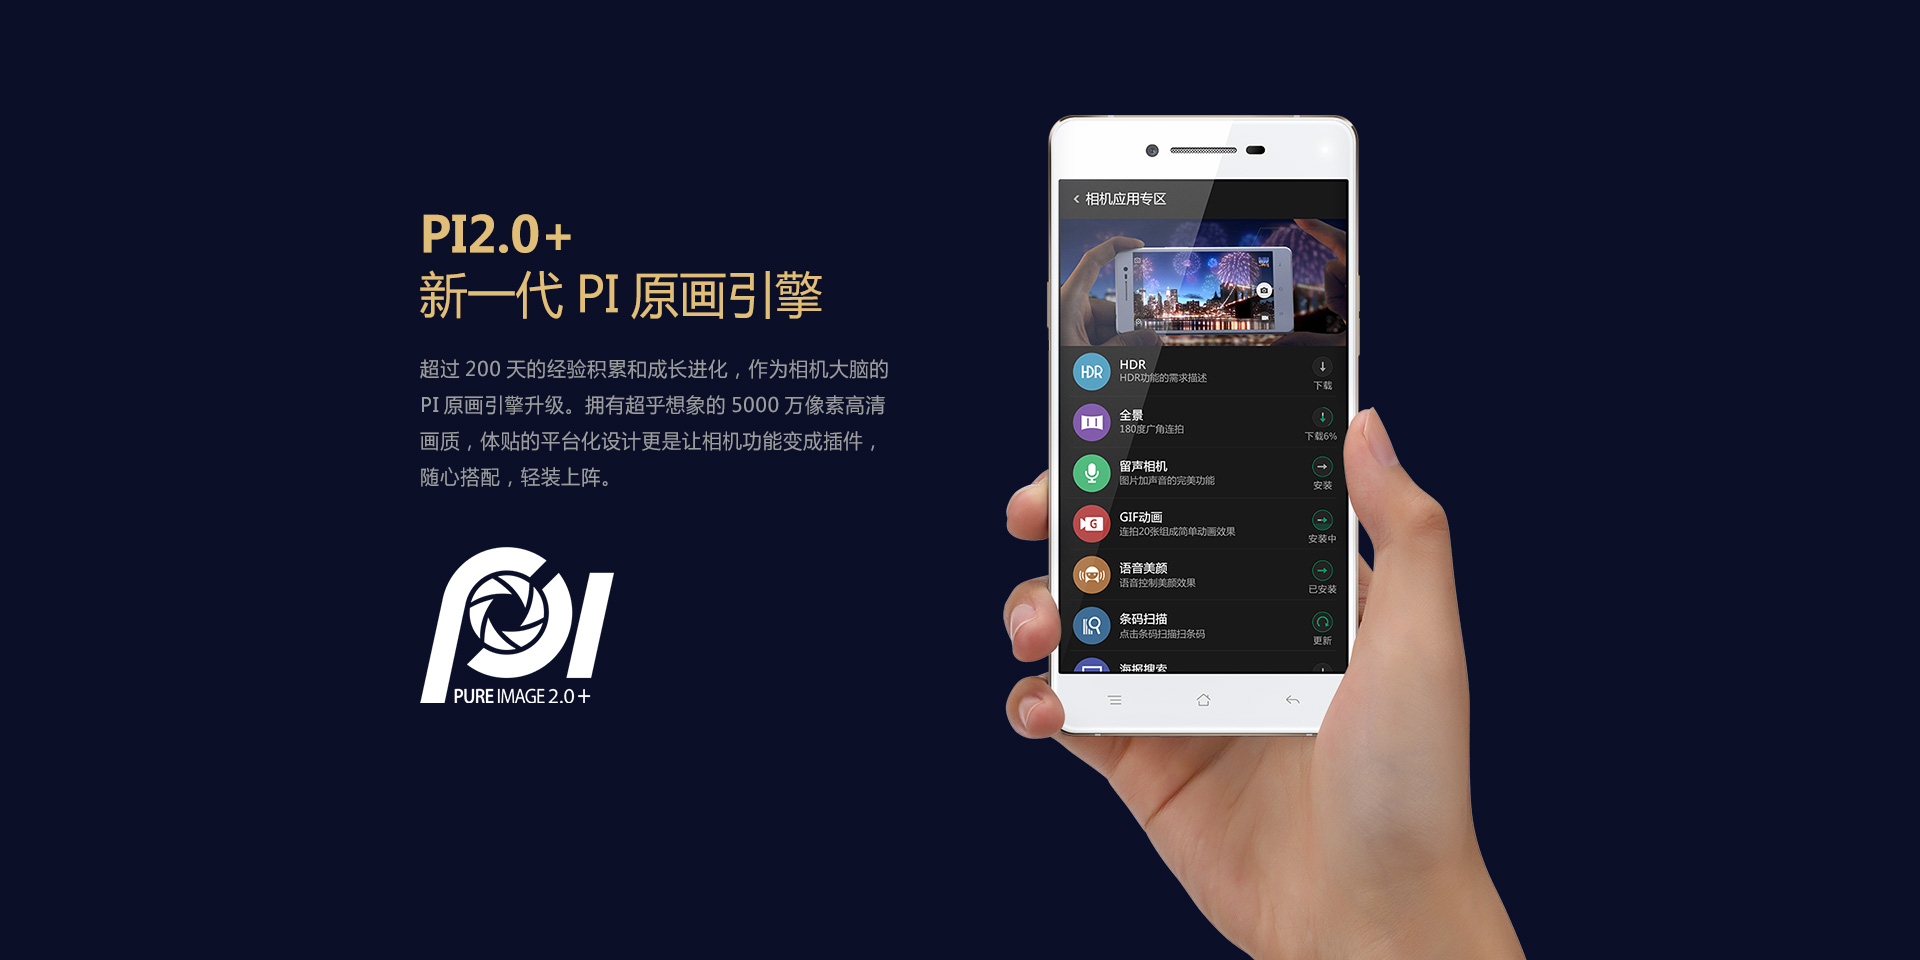 PI2.0+
新一代 PI 原画引擎
超过 200 天的经验积累和成长进化，作为相机大脑的
PI 原画引擎升级。拥有超乎想象的 5000 万像素高清
画质，体贴的平台化设计更是让相机功能变成插件，
随心搭配，轻装上阵。
PI
PURE IMAGE 2.0+
相机应用专区
HDR
HDR
HDR功能的需求描述
下载
全景
180度广角连拍
下载6%
留声相机
图片加声音的完美功能
安装
G
GIF动画
连拍20张组成简单动画效果
安装中
语音美颜
语音控制美颜效果
已安装
条码扫描
点击条码扫描扫条码
更新
海报搜索